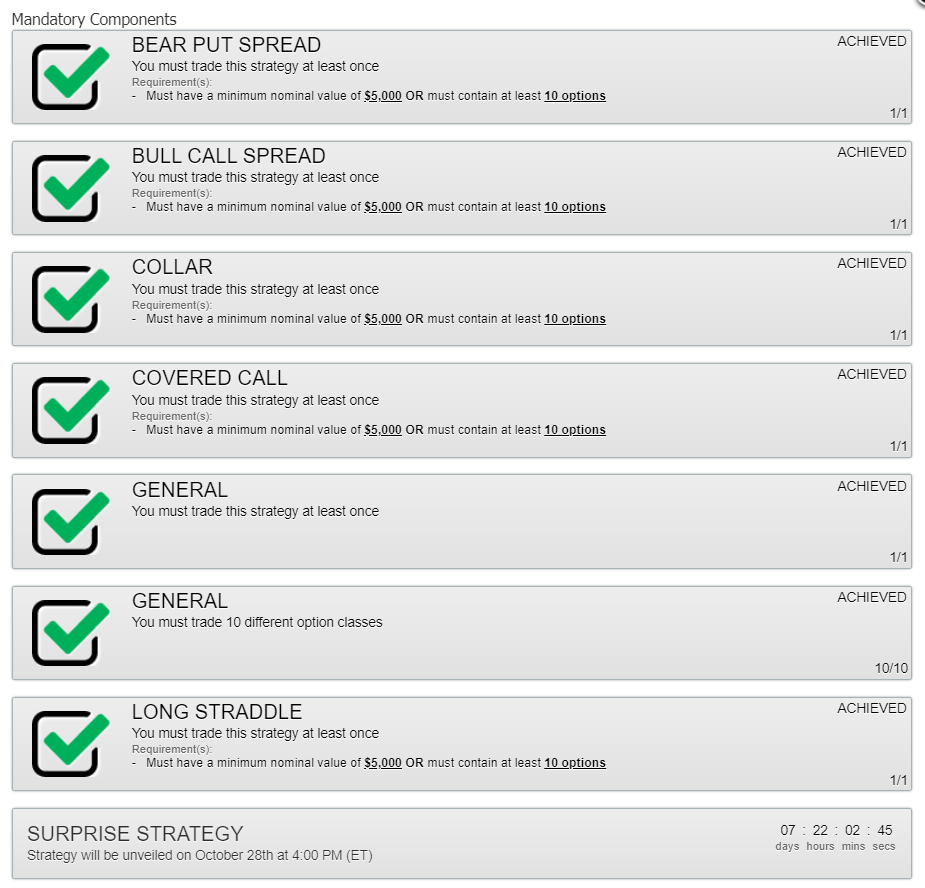 Mandatory Components
BEAR PUT SPREAD
ACHIEVED
You must trade this strategy at least once
Requirement(s):
- Must have a minimum nominal value of $5,000 OR must contain at least 10 options
1/1
BULL CALL SPREAD
ACHIEVED
You must trade this strategy at least once
Requirement(s):
- Must have a minimum nominal value of $5,000 OR must contain at least 10 options
1/1
COLLAR
ACHIEVED
You must trade this strategy at least once
Requirement(s):
- Must have a minimum nominal value of $5,000 OR must contain at least 10 options
1/1
COVERED CALL
ACHIEVED
You must trade this strategy at least once
Requirement(s):
- Must have a minimum nominal value of $5,000 OR must contain at least 10 options
1/1
GENERAL
ACHIEVED
You must trade this strategy at least once
1/1
GENERAL
ACHIEVED
You must trade 10 different option classes
10/10
LONG STRADDLE
ACHIEVED
You must trade this strategy at least once
Requirement(s):
- Must have a minimum nominal value of $5,000 OR must contain at least 10 options
1/1
SURPRISE STRATEGY
Strategy will be unveiled on October 28th at 4:00 PM (ET)
07 : 22 : 02 : 45
days hours mins secs